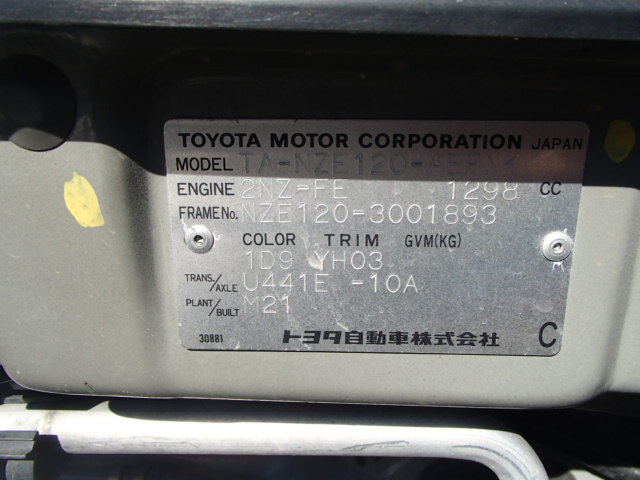 TOYOTA MOTOR CORPORATION JAPAN
MODEL
ENGINE 2NZ-FE 1298 CC
FRAME No. NZE120-3001893
COLOR TRIM GVM(KG)
1D9 YH03
TRANS./AXLE U441E -10A
PLANT/BUILT M21
30881 トヨタ自動車株式会社 C